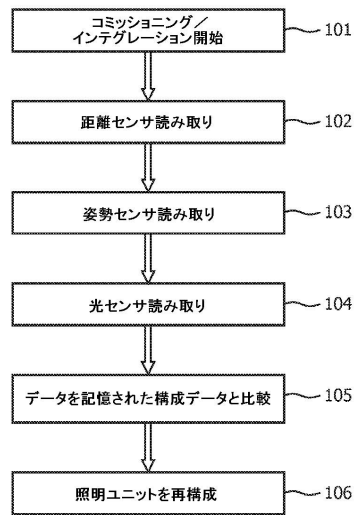 コミッショニング／
インテグレーション開始
101
距離センサ読み取り
102
姿勢センサ読み取り
103
光センサ読み取り
104
データを記憶された構成データと比較
105
照明ユニットを再構成
106